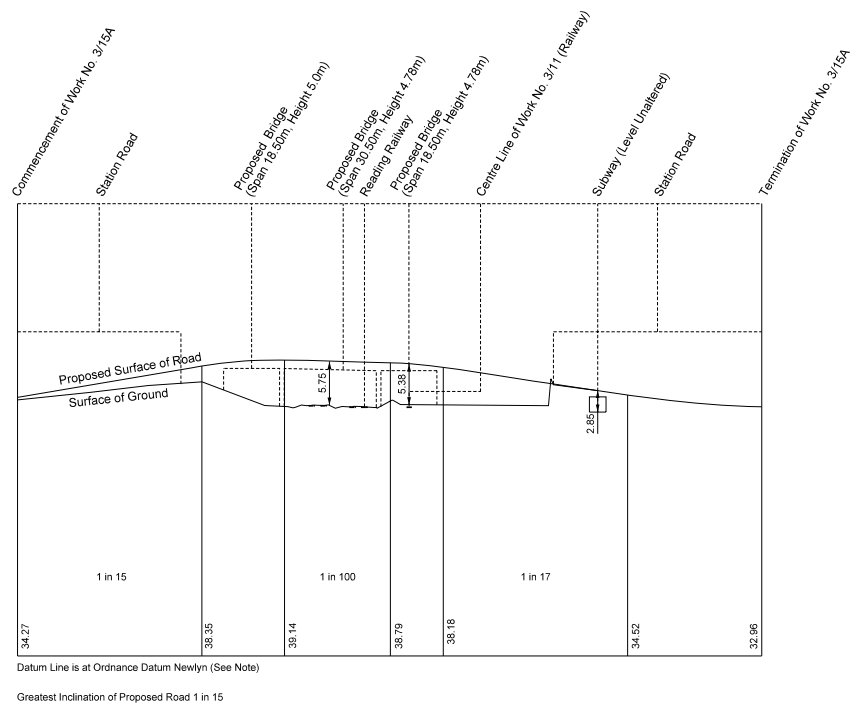 Commencement of Work No. 3/15A
Station Road
Proposed Bridge
(Span 18.50m, Height 5.0m)
Proposed Bridge
(Span 30.50m, Height 4.78m)
Reading Railway
Proposed Bridge
(Span 18.50m, Height 4.78m)
Centre Line of Work No. 3/11 (Railway)
Subway (Level Unaltered)
Station Road
Termination of Work No. 3/15A
Proposed Surface of Road
Surface of Ground
5.75
5.38
2.85
1 in 15
1 in 100
1 in 17
34.27
38.35
39.14
38.79
38.18
34.52
32.96
Datum Line is at Ordnance Datum Newlyn (See Note)
Greatest Inclination of Proposed Road 1 in 15